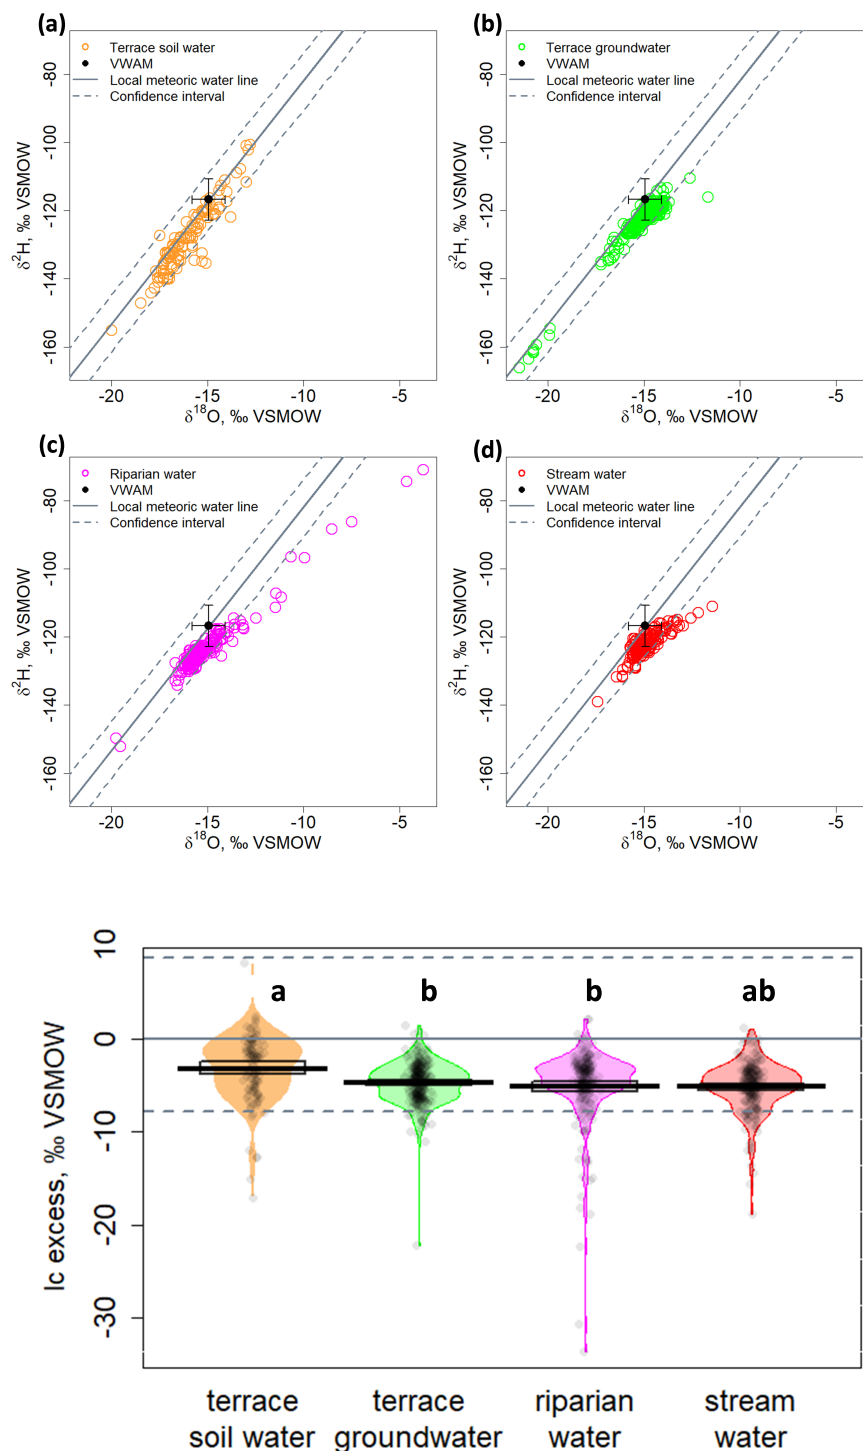 (a)
Terrace soil water
VWAM
Local meteoric water line
Confidence interval
-80
-100
-120
-140
-160
δ²H, ‰ VSMOW
-20
-15
-10
-5
δ¹⁸O, ‰ VSMOW
(b)
Terrace groundwater
VWAM
Local meteoric water line
Confidence interval
-80
-100
-120
-140
-160
δ²H, ‰ VSMOW
-20
-15
-10
-5
δ¹⁸O, ‰ VSMOW
(c)
Riparian water
VWAM
Local meteoric water line
Confidence interval
-80
-100
-120
-140
-160
δ²H, ‰ VSMOW
-20
-15
-10
-5
δ¹⁸O, ‰ VSMOW
(d)
Stream water
VWAM
Local meteoric water line
Confidence interval
-80
-100
-120
-140
-160
δ²H, ‰ VSMOW
-20
-15
-10
-5
δ¹⁸O, ‰ VSMOW
10
0
-10
-20
-30
lc excess, ‰ VSMOW
a
b
b
ab
terrace
soil water
terrace
groundwater
riparian
water
stream
water